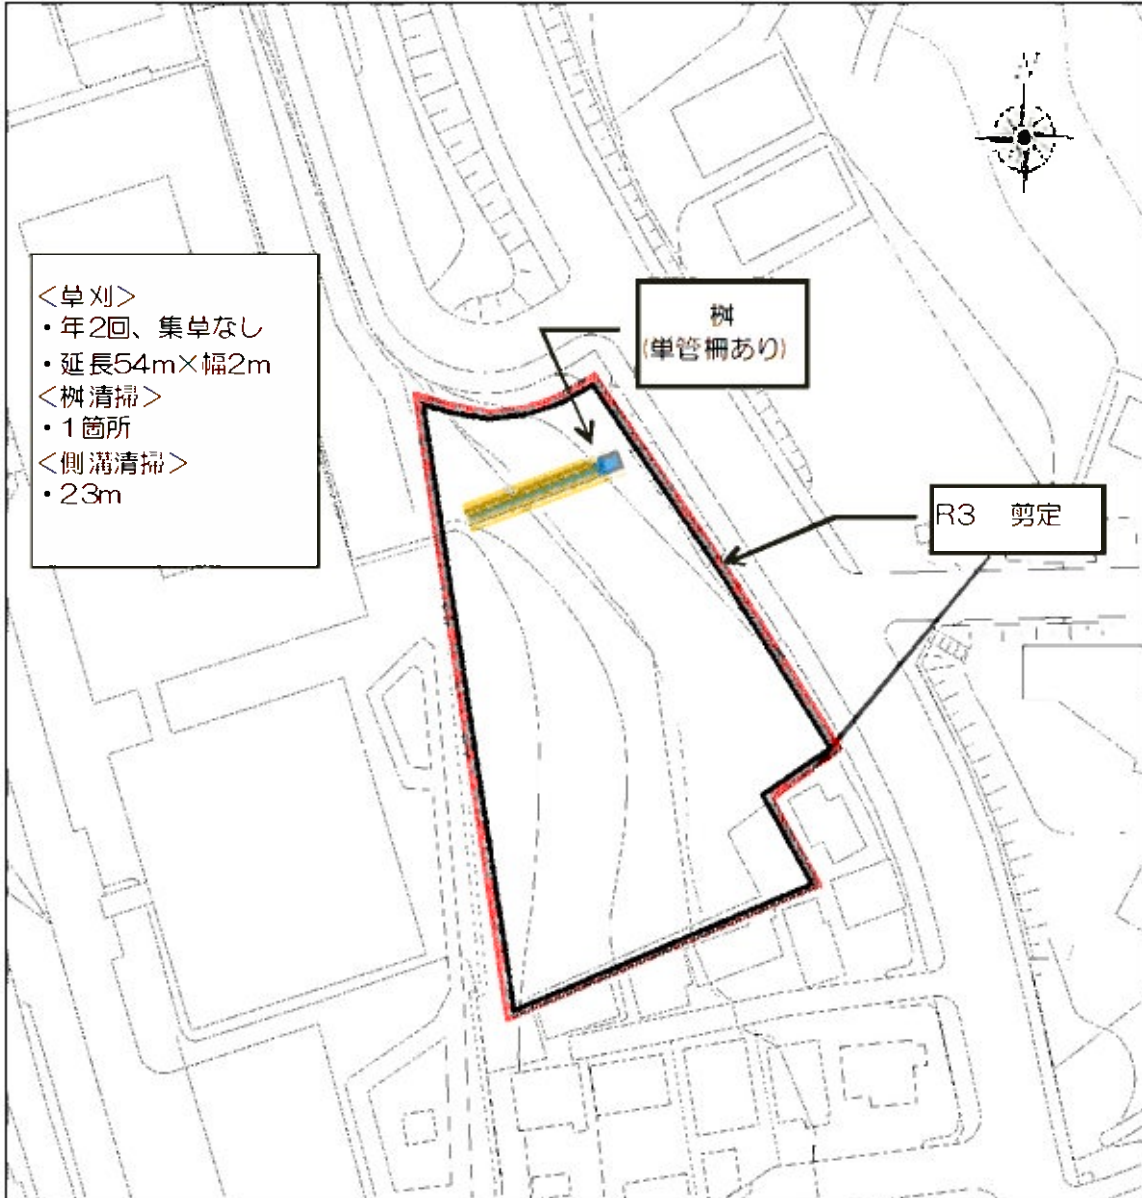 <草刈>
・年2回、集草なし
・延長54m×幅2m
<桝清掃>
・1箇所
<側溝清掃>
・23m
桝
(単管柵あり)
R3　剪定